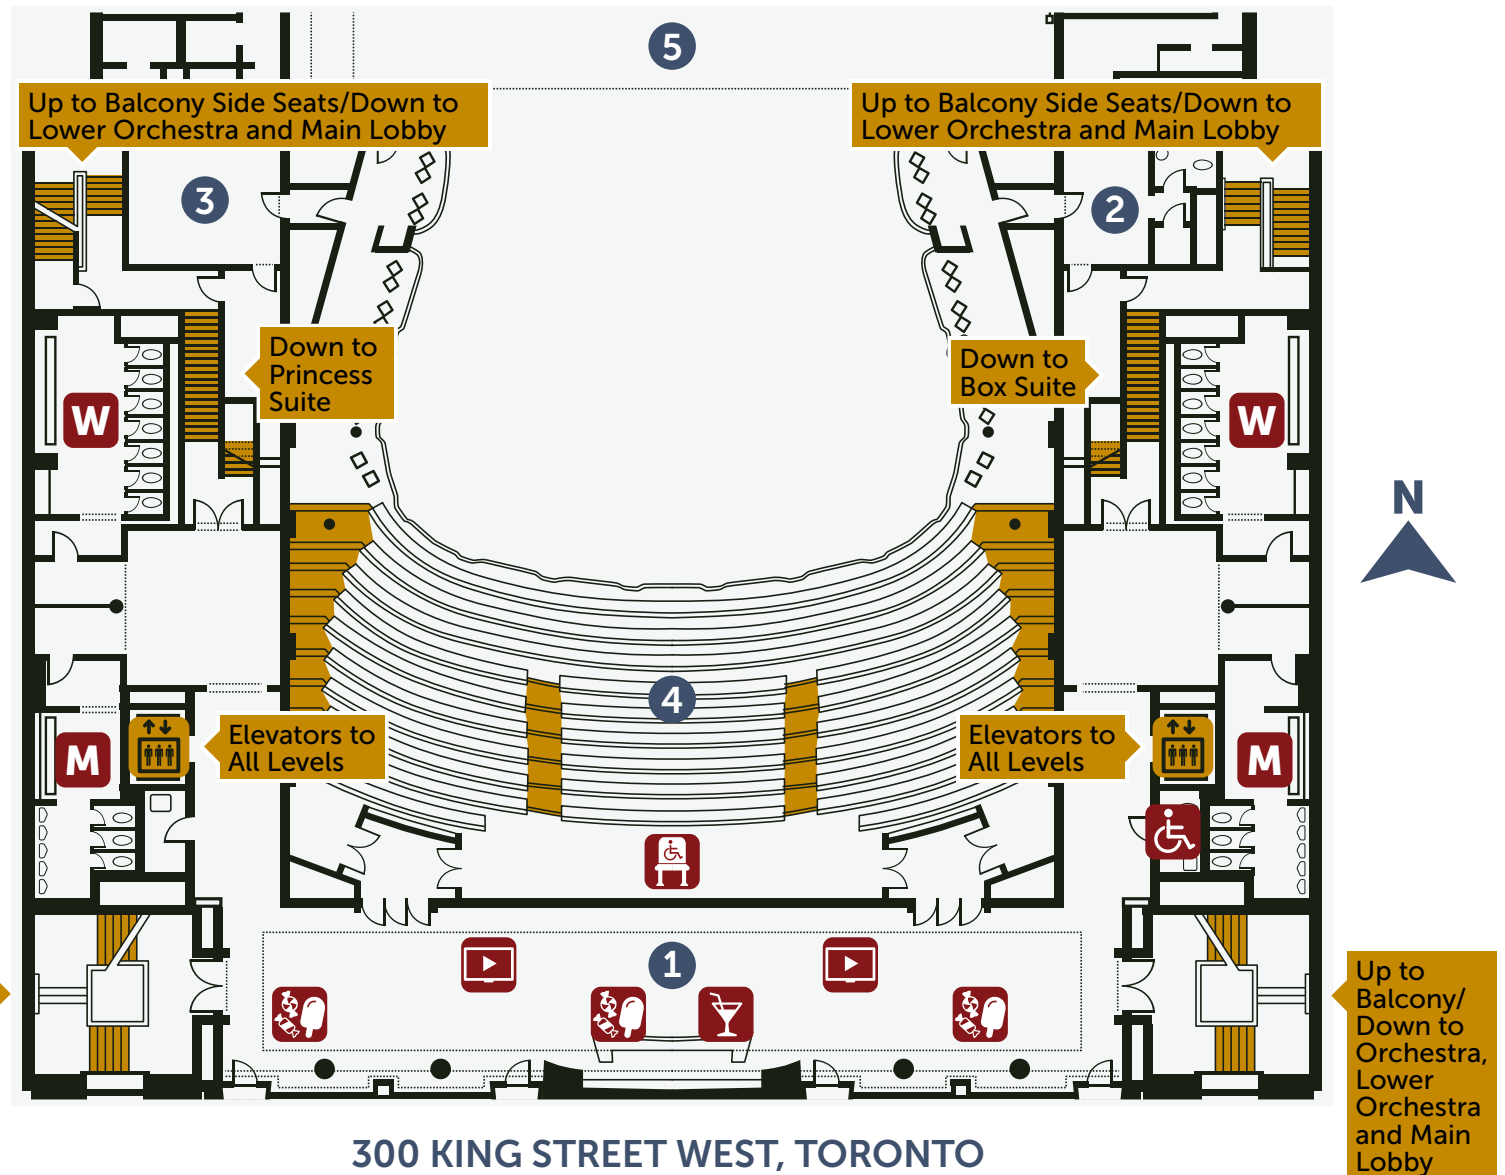 5
Up to Balcony Side Seats/Down to
Lower Orchestra and Main Lobby
Up to Balcony Side Seats/Down to
Lower Orchestra and Main Lobby
3
2
Down to
Princess
Suite
Down to
Box Suite
W
W
N
4
Elevators to
All Levels
Elevators to
All Levels
M
M
1
Up to
Balcony/
Down to
Orchestra,
Lower
Orchestra
and Main
Lobby
300 KING STREET WEST, TORONTO